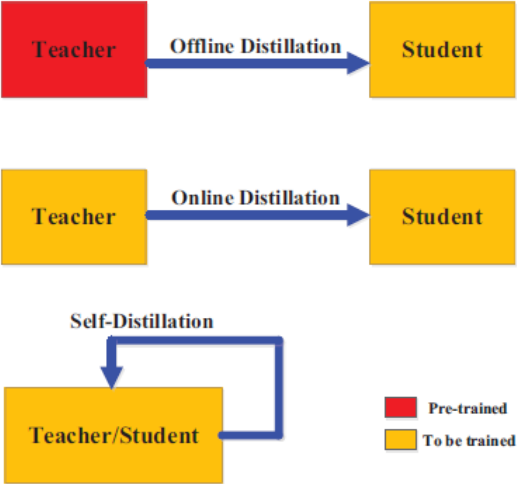 Teacher
Offline Distillation
Student
Teacher
Online Distillation
Student
Self-Distillation
Teacher/Student
Pre-trained
To be trained